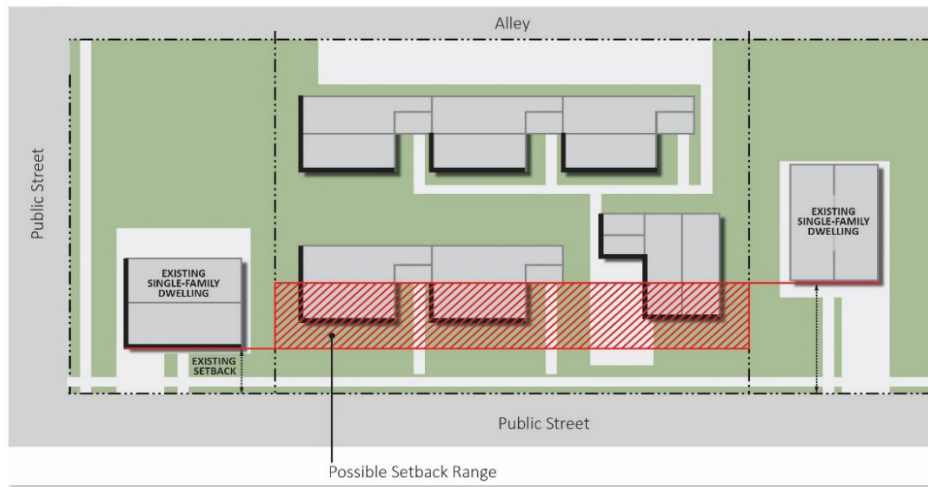 Alley
Public Street
EXISTING
SINGLE-FAMILY
DWELLING
EXISTING
SINGLE-FAMILY
DWELLING
EXISTING
SETBACK
Public Street
Possible Setback Range